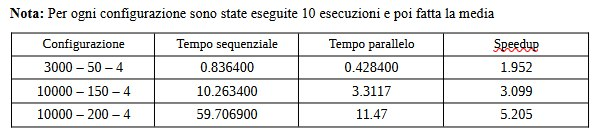 Nota: Per ogni configurazione sono state eseguite 10 esecuzioni e poi fatta la media
Configurazione Tempo sequenziale Tempo parallelo Speedup
3000 – 50 – 4 0.836400 0.428400 1.952
10000 – 150 – 4 10.263400 3.3117 3.099
10000 – 200 – 4 59.706900 11.47 5.205